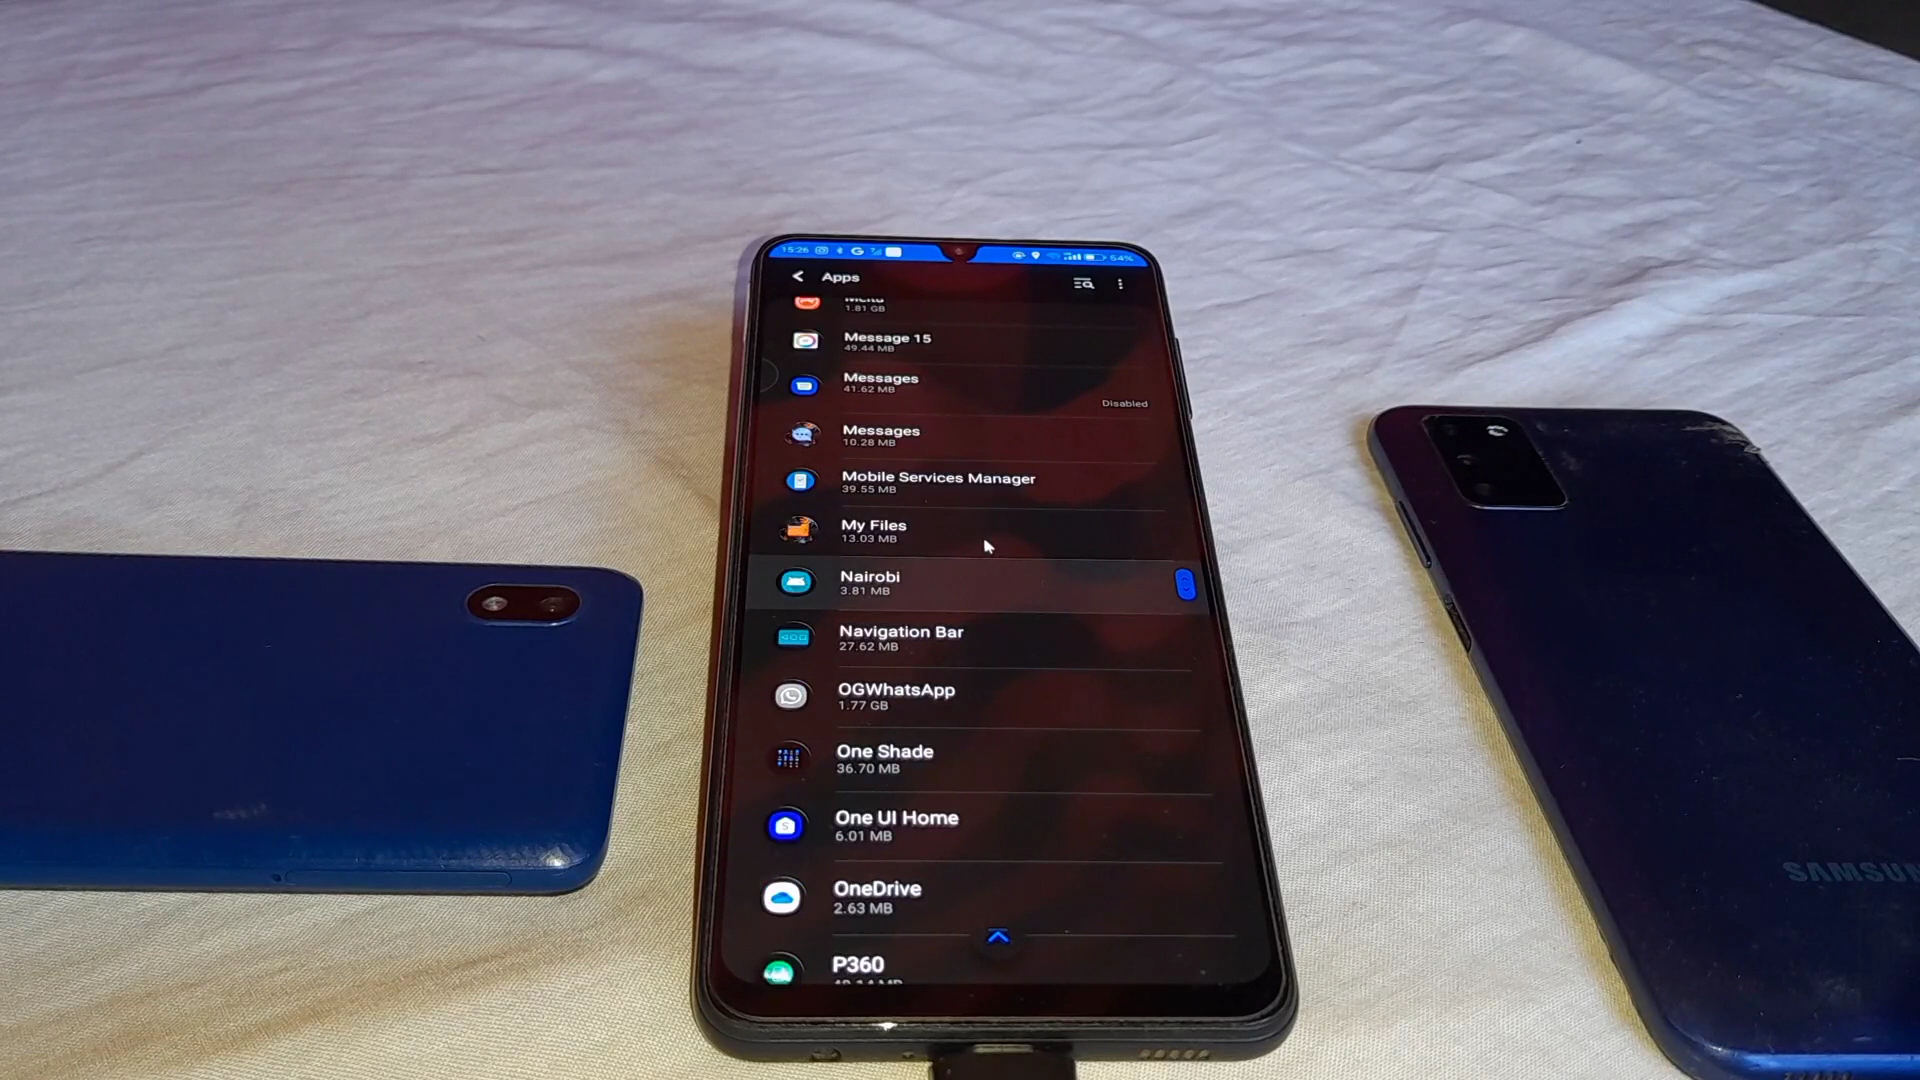 15:26
54%
Apps
1.81 GB
Message 15
49.44 MB
Messages
41.62 MB
Disabled
Messages
10.28 MB
Mobile Services Manager
39.55 MB
My Files
13.03 MB
Nairobi
3.81 MB
Navigation Bar
27.62 MB
OGWhatsApp
1.77 GB
One Shade
36.70 MB
One UI Home
6.01 MB
OneDrive
2.63 MB
P360
SAMSUN